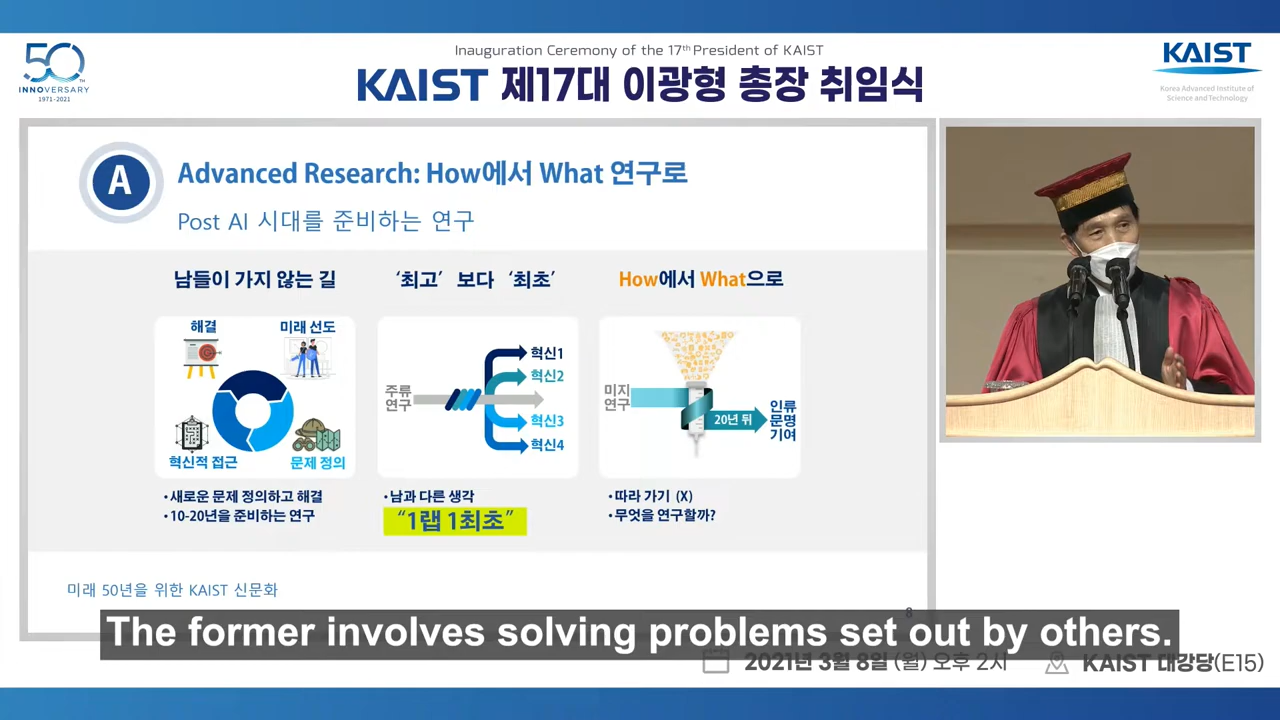 50TH
INNOVERSARY
1971-2021
Inauguration Ceremony of the 17th President of KAIST
KAIST 제17대 이광형 총장 취임식
KAIST
Korea Advanced Institute of
Science and Technology
A
Advanced Research: How에서 What 연구로
Post AI 시대를 준비하는 연구
남들이 가지 않는 길
해결
미래 선도
혁신적 접근
문제 정의
•새로운 문제 정의하고 해결
•10-20년을 준비하는 연구
‘최고’ 보다 ‘최초’
주류
연구
혁신1
혁신2
혁신3
혁신4
•남과 다른 생각
“1랩 1최초”
How에서 What으로
미지
연구
20년 뒤
인류
문명
기여
•따라 가기 (X)
•무엇을 연구할까?
미래 50년을 위한 KAIST 신문화
8
The former involves solving problems set out by others.
2021년 3월 8일 (월) 오후 2시
KAIST 대강당(E15)